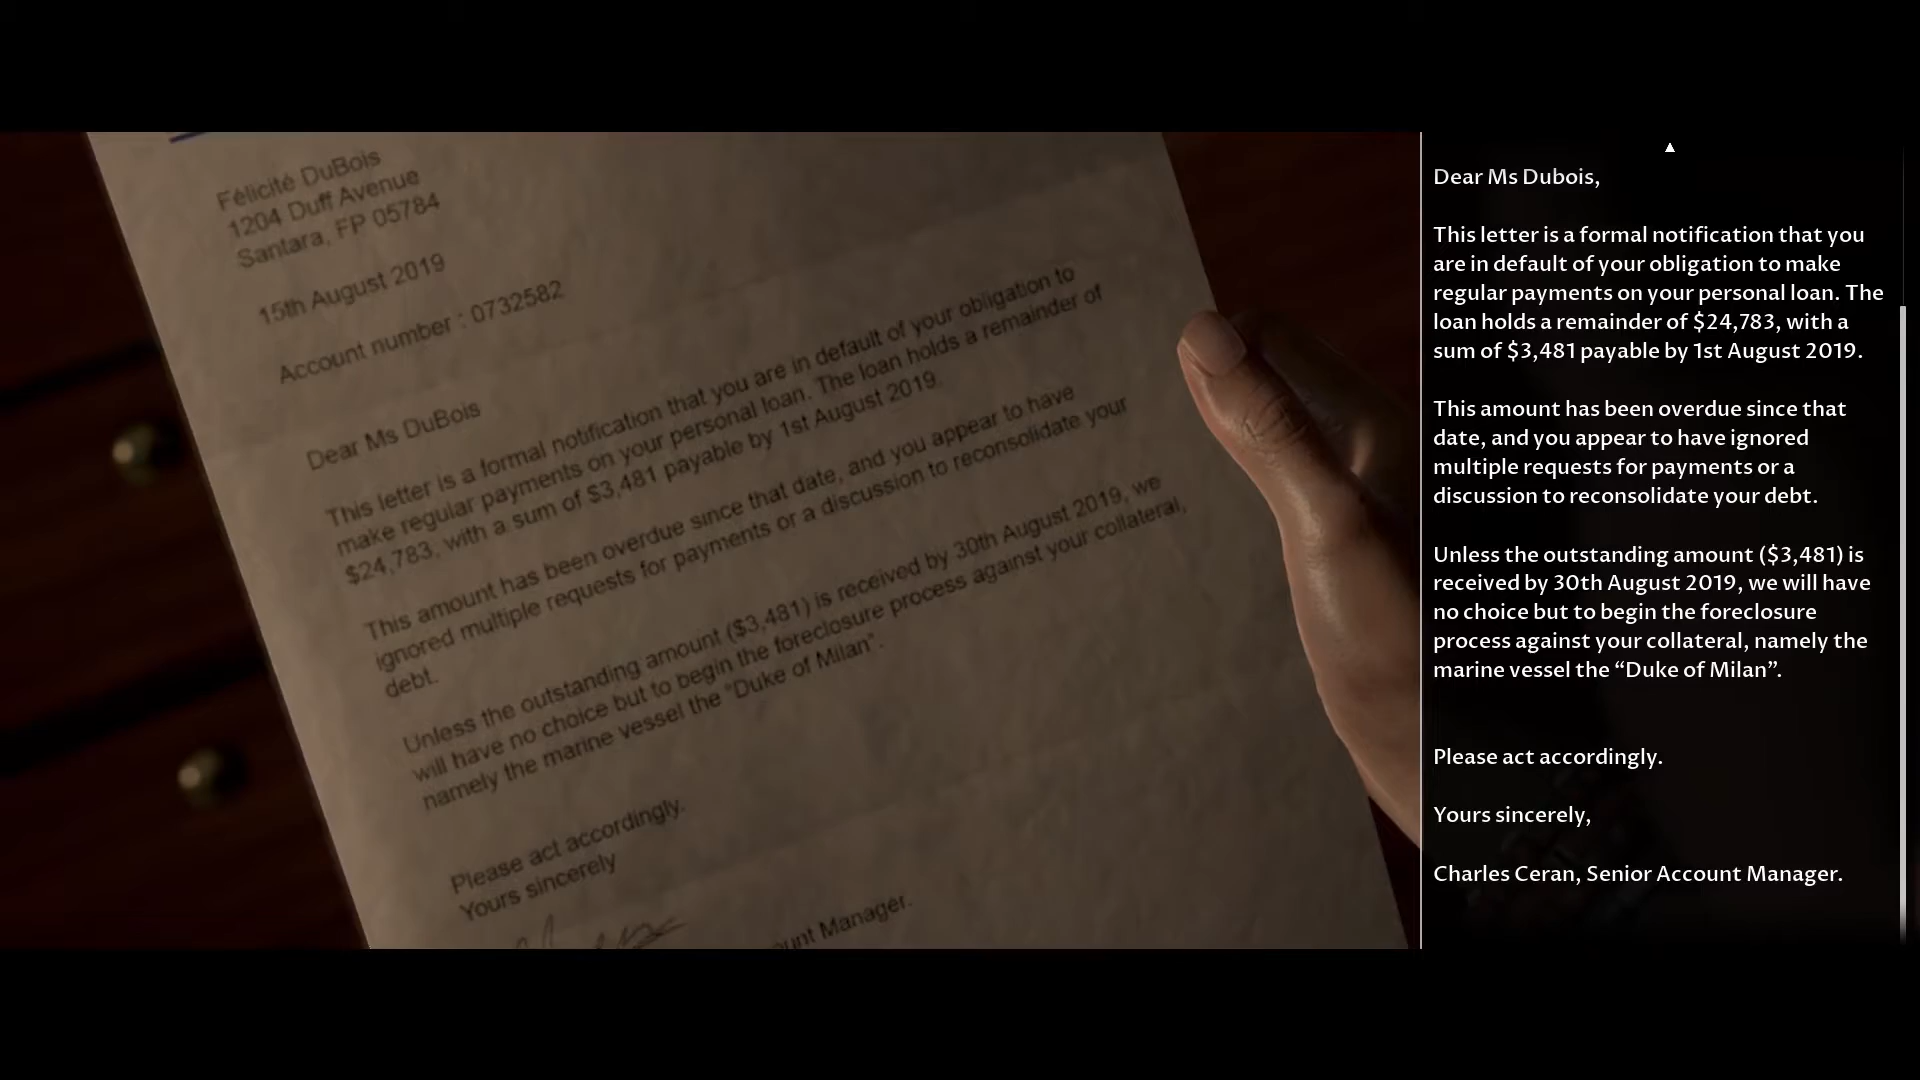 Félicité DuBois
1204 Duff Avenue
Santara, FP 05784
15th August 2019
Account number : 0732582
Dear Ms DuBois
This letter is a formal notification that you are in default of your obligation to
make regular payments on your personal loan. The loan holds a remainder of
$24,783, with a sum of $3,481 payable by 1st August 2019.
This amount has been overdue since that date, and you appear to have
ignored multiple requests for payments or a discussion to reconsolidate your
debt.
Unless the outstanding amount ($3,481) is received by 30th August 2019, we
will have no choice but to begin the foreclosure process against your collateral,
namely the marine vessel the "Duke of Milan".
Please act accordingly.
Yours sincerely
Manager.
Dear Ms Dubois,
This letter is a formal notification that you
are in default of your obligation to make
regular payments on your personal loan. The
loan holds a remainder of $24,783, with a
sum of $3,481 payable by 1st August 2019.
This amount has been overdue since that
date, and you appear to have ignored
multiple requests for payments or a
discussion to reconsolidate your debt.
Unless the outstanding amount ($3,481) is
received by 30th August 2019, we will have
no choice but to begin the foreclosure
process against your collateral, namely the
marine vessel the “Duke of Milan”.
Please act accordingly.
Yours sincerely,
Charles Ceran, Senior Account Manager.